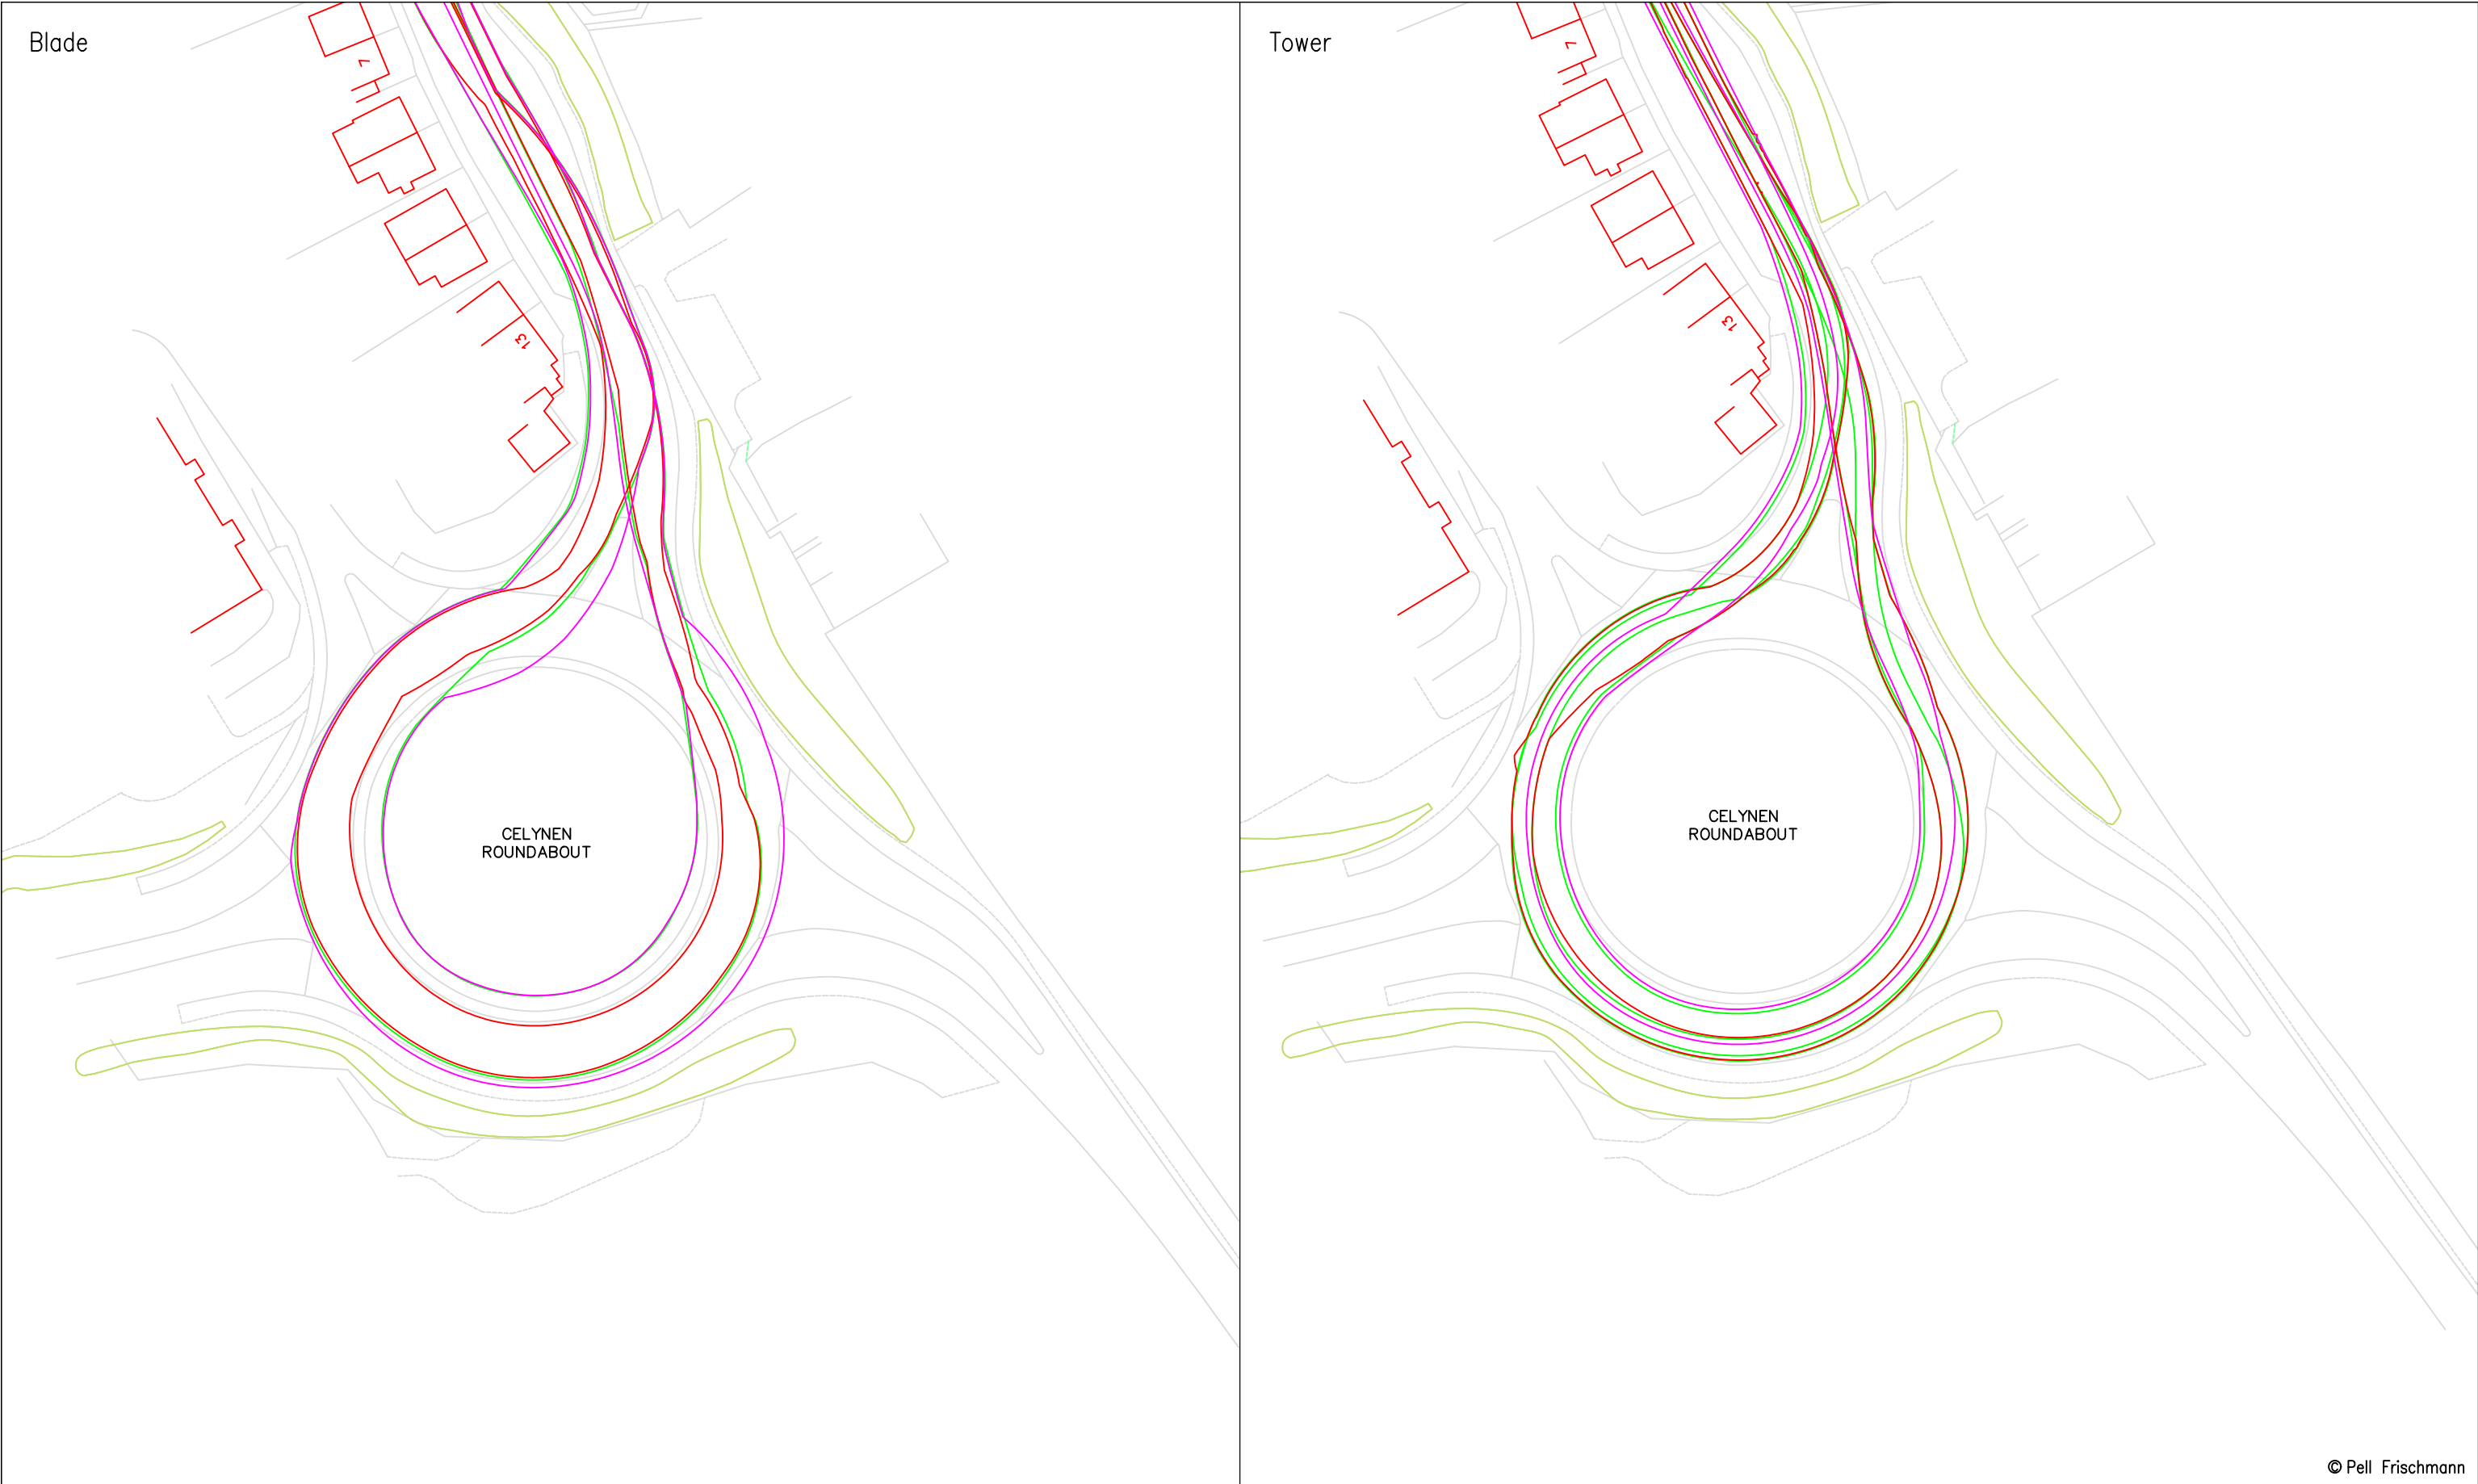 Blade
7
13
CELYNEN
ROUNDABOUT
Tower
7
13
CELYNEN
ROUNDABOUT
© Pell Frischmann